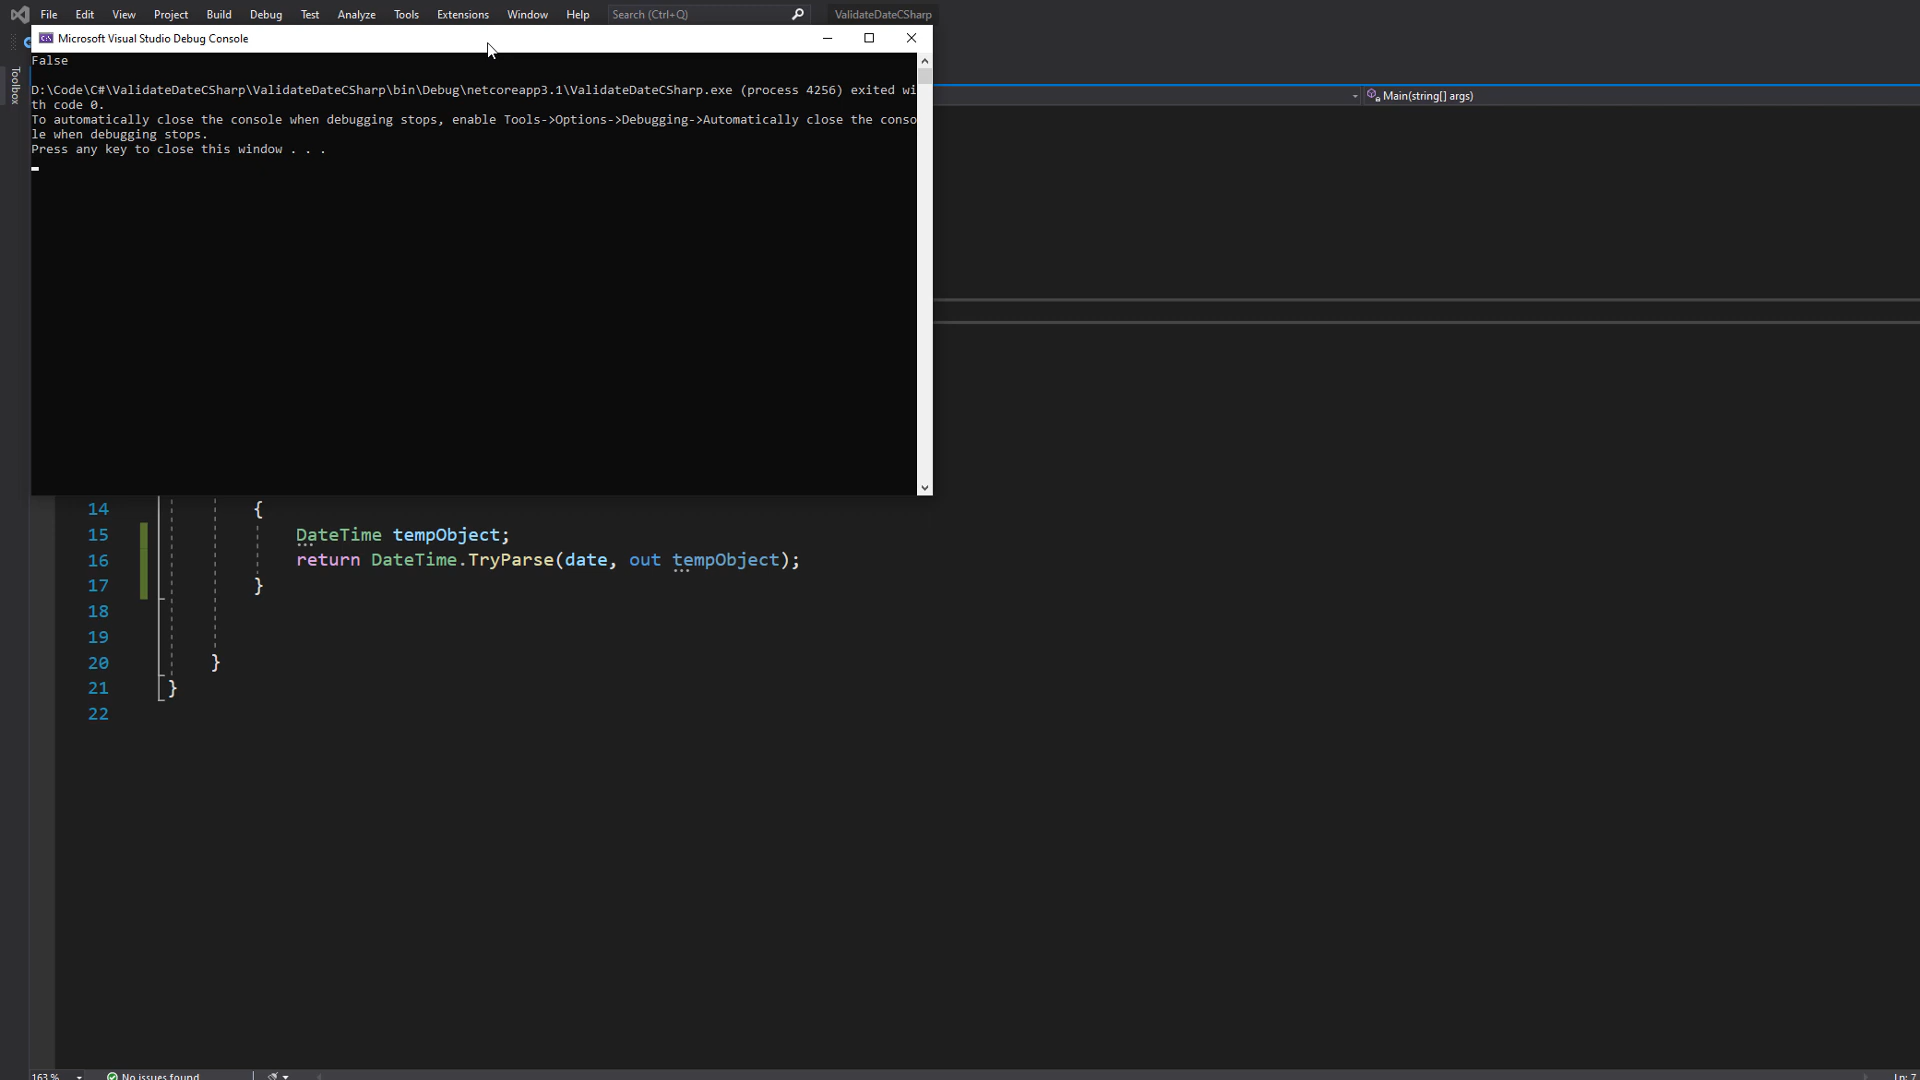 File Edit View Project Build Debug Test Analyze Tools Extensions Window Help Search (Ctrl+Q) ValidateDateCSharp
Microsoft Visual Studio Debug Console
Toolbox
False
D:\Code\C#\ValidateDateCSharp\ValidateDateCSharp\bin\Debug\netcoreapp3.1\ValidateDateCSharp.exe (process 4256) exited wi
th code 0.
To automatically close the console when debugging stops, enable Tools->Options->Debugging->Automatically close the conso
le when debugging stops.
Press any key to close this window . . .
Main(string[] args)
14 {
15 DateTime tempObject;
16 return DateTime.TryParse(date, out tempObject);
17 }
18
19
20 }
21 }
22
163 % No issues found Ln: 7